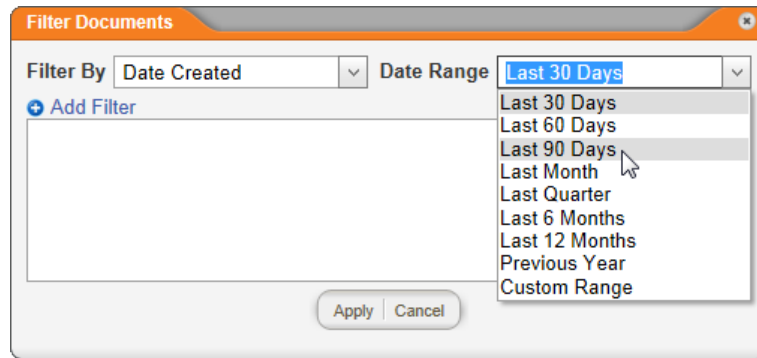 Filter Documents
Filter By Date Created Date Range Last 30 Days
Add Filter
Last 30 Days
Last 60 Days
Last 90 Days
Last Month
Last Quarter
Last 6 Months
Last 12 Months
Previous Year
Custom Range
Apply Cancel